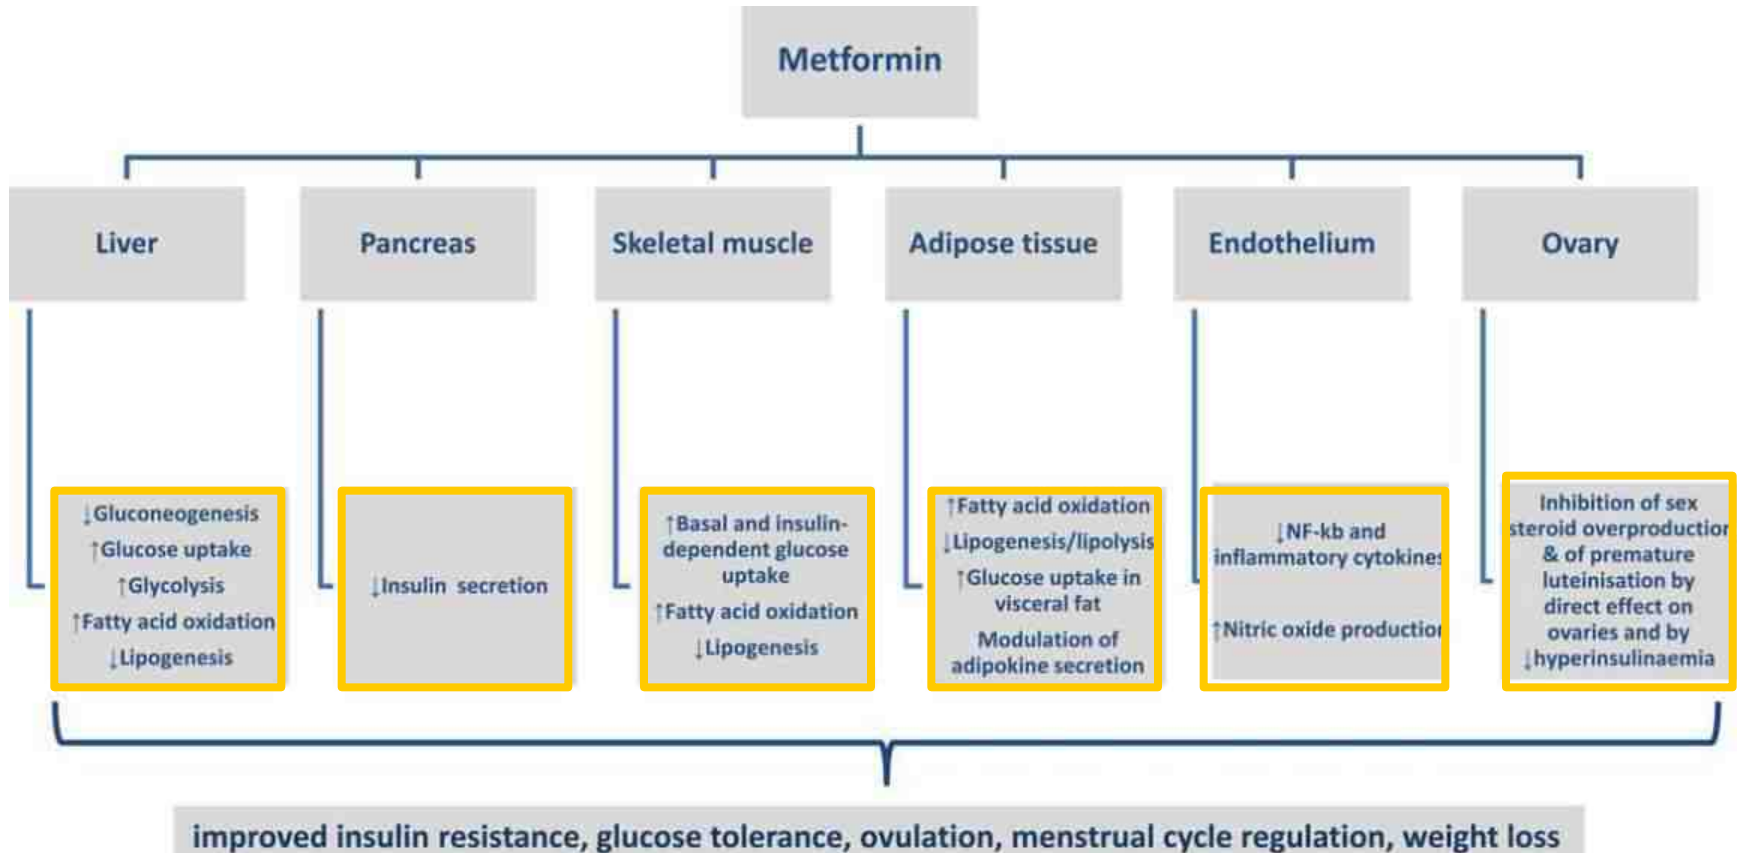 Metformin
Liver
Pancreas
Skeletal muscle
Adipose tissue
Endothelium
Ovary
↓Gluconeogenesis
↑Glucose uptake
↑Glycolysis
↑Fatty acid oxidation
↓Lipogenesis
↓Insulin secretion
↑Basal and insulin-
dependent glucose
uptake
↑Fatty acid oxidation
↓Lipogenesis
↑Fatty acid oxidation
↓Lipogenesis/lipolysis
↑Glucose uptake in
visceral fat
Modulation of
adipokine secretion
↓NF-kb and
inflammatory cytokines
↑Nitric oxide production
Inhibition of sex
steroid overproduction
& of premature
luteinisation by
direct effect on
ovaries and by
↓hyperinsulinaemia
improved insulin resistance, glucose tolerance, ovulation, menstrual cycle regulation, weight loss